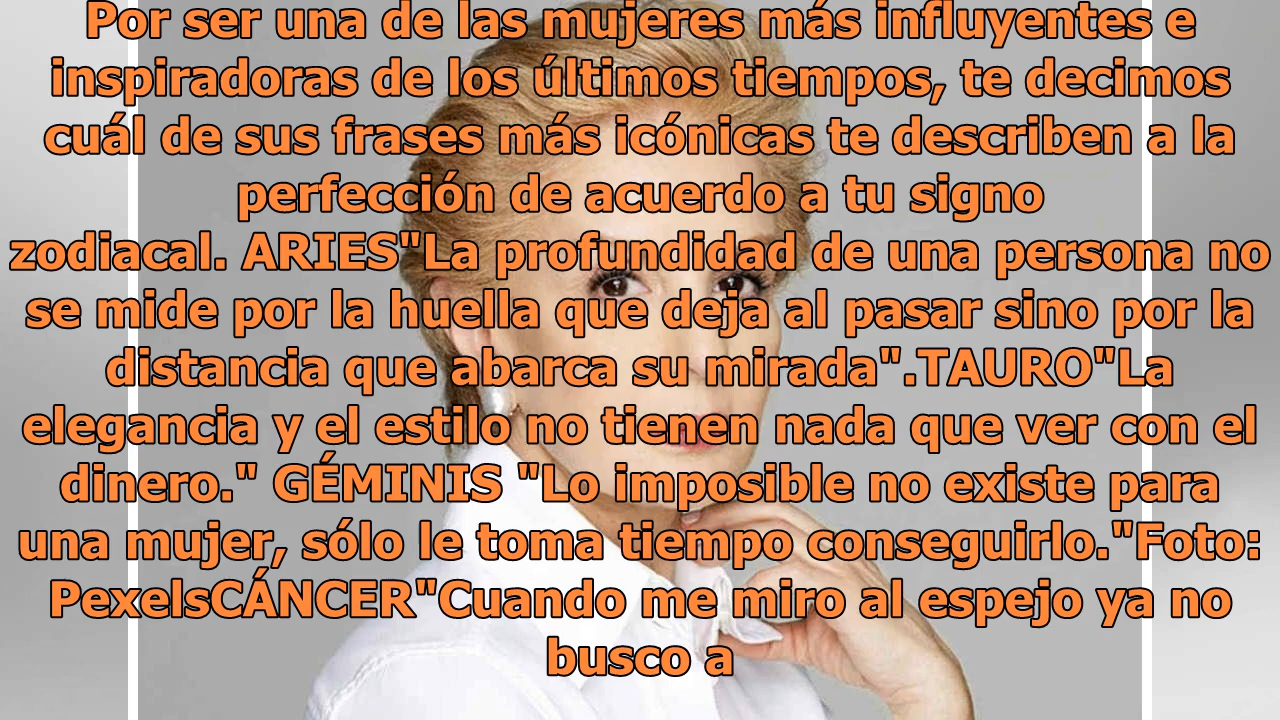 Por ser una de las mujeres más influyentes e
inspiradoras de los últimos tiempos, te decimos
cuál de sus frases más icónicas te describen a la
perfección de acuerdo a tu signo
zodiacal. ARIES"La profundidad de una persona no
se mide por la huella que deja al pasar sino por la
distancia que abarca su mirada".TAURO"La
elegancia y el estilo no tienen nada que ver con el
dinero." GÉMINIS "Lo imposible no existe para
una mujer, sólo le toma tiempo conseguirlo."Foto:
PexelsCÁNCER"Cuando me miro al espejo ya no
busco a